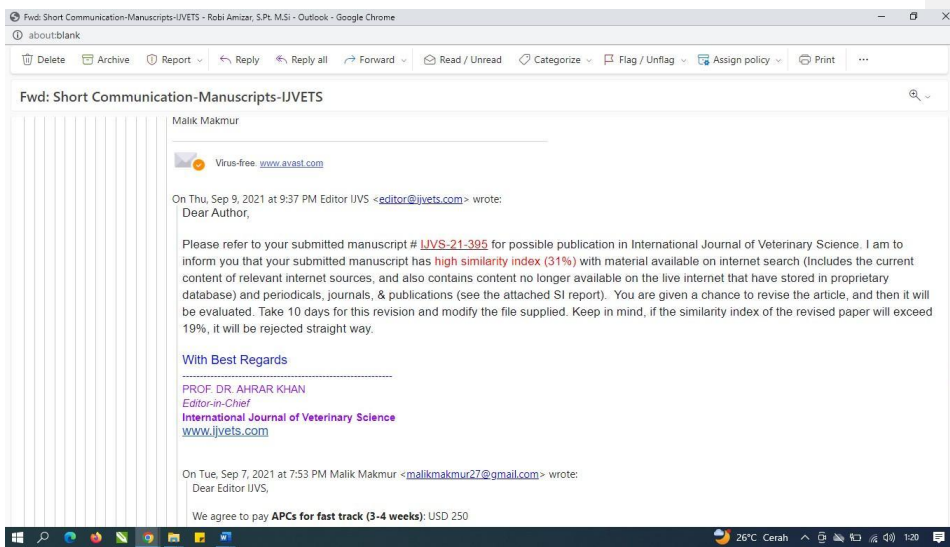 Fwd: Short Communication-Manuscripts-IJVETS - Robi Amizar, S.Pt. M.Si - Outlook - Google Chrome
about:blank
Delete Archive Report Reply Reply all Forward Read / Unread Categorize Flag / Unflag Assign policy Print ...
Fwd: Short Communication-Manuscripts-IJVETS
Malik Makmur
Virus-free. www.avast.com
On Thu, Sep 9, 2021 at 9:37 PM Editor IJVS <editor@ijvets.com> wrote:
Dear Author,
Please refer to your submitted manuscript # IJVS-21-395 for possible publication in International Journal of Veterinary Science. I am to
inform you that your submitted manuscript has high similarity index (31%) with material available on internet search (Includes the current
content of relevant internet sources, and also contains content no longer available on the live internet that have stored in proprietary
database) and periodicals, journals, & publications (see the attached SI report). You are given a chance to revise the article, and then it will
be evaluated. Take 10 days for this revision and modify the file supplied. Keep in mind, if the similarity index of the revised paper will exceed
19%, it will be rejected straight way.
With Best Regards
------------------------------------------------------------
PROF. DR. AHRAR KHAN
Editor-in-Chief
International Journal of Veterinary Science
www.ijvets.com
On Tue, Sep 7, 2021 at 7:53 PM Malik Makmur <malikmakmur27@gmail.com> wrote:
Dear Editor IJVS,
We agree to pay APCs for fast track (3-4 weeks): USD 250
26°C Cerah 1:20